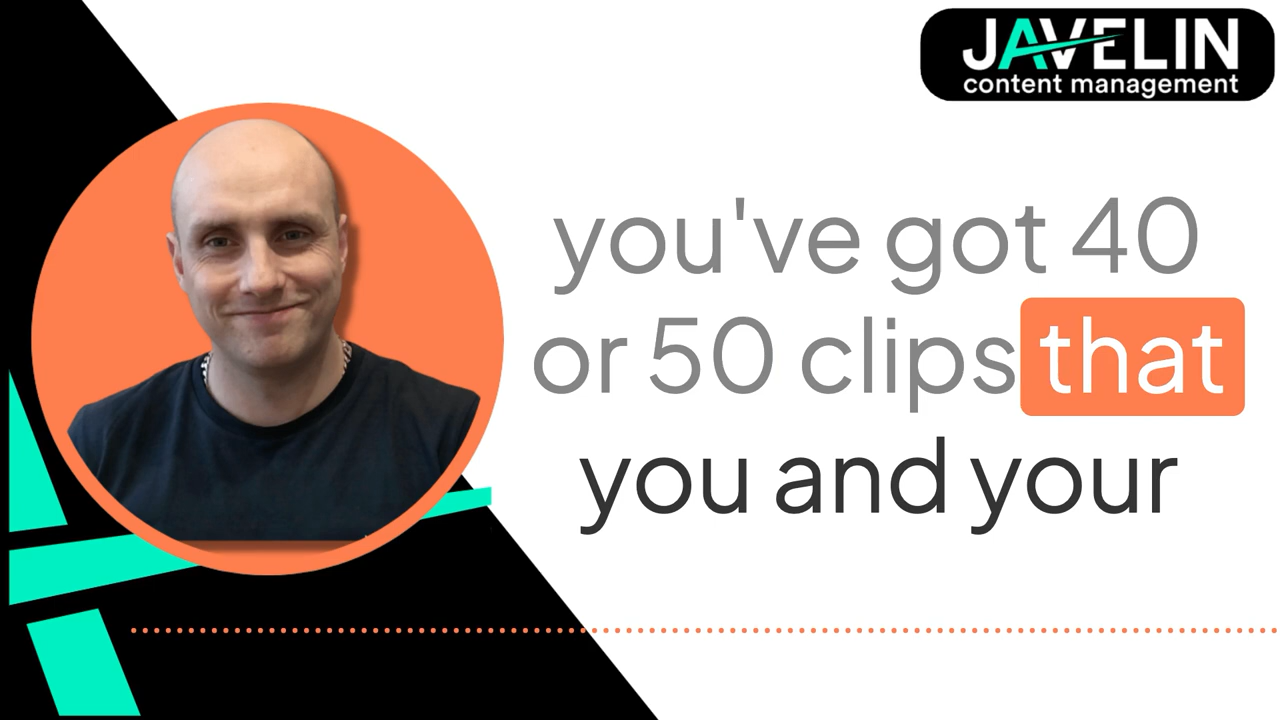 JAVELIN
content management
you've got 40
or 50 clips that
you and your